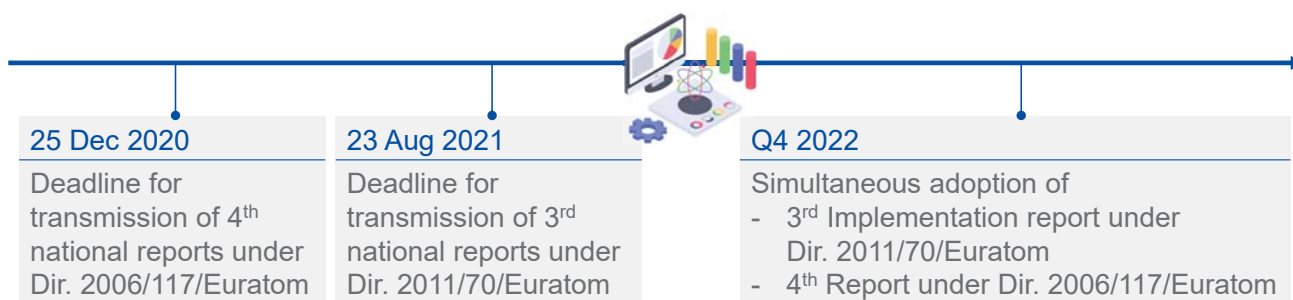 25 Dec 2020
Deadline for
transmission of 4th
national reports under
Dir. 2006/117/Euratom
23 Aug 2021
Deadline for
transmission of 3rd
national reports under
Dir. 2011/70/Euratom
Q4 2022
Simultaneous adoption of
- 3rd Implementation report under
Dir. 2011/70/Euratom
- 4th Report under Dir. 2006/117/Euratom